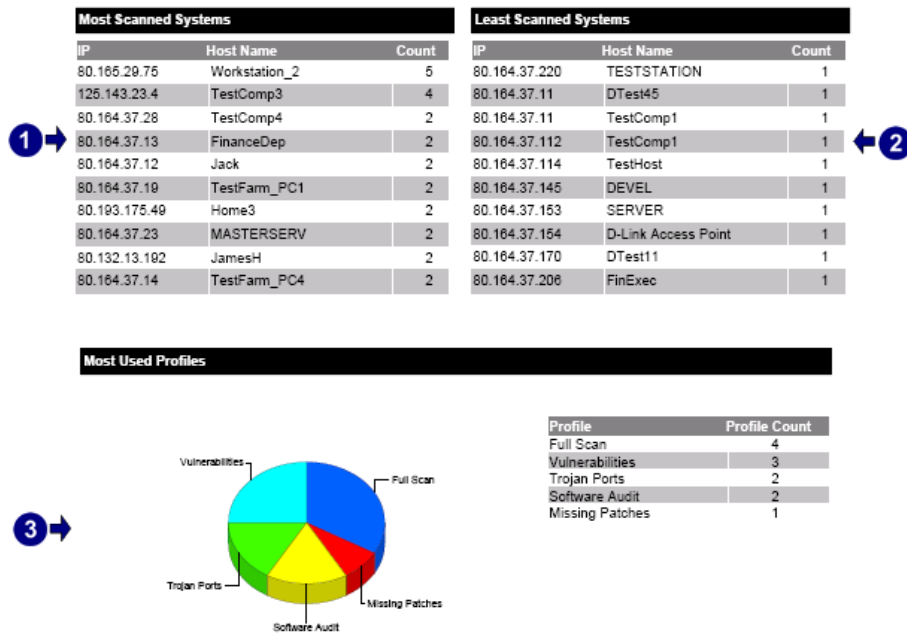 Most Scanned Systems
IP Host Name Count
80.165.29.75 Workstation_2 5
125.143.23.4 TestComp3 4
80.164.37.28 TestComp4 2
80.164.37.13 FinanceDep 2
80.164.37.12 Jack 2
80.164.37.19 TestFarm_PC1 2
80.193.175.49 Home3 2
80.164.37.23 MASTERSERV 2
80.132.13.192 JamesH 2
80.164.37.14 TestFarm_PC4 2
1
Least Scanned Systems
IP Host Name Count
80.164.37.220 TESTSTATION 1
80.164.37.11 DTest45 1
80.164.37.11 TestComp1 1
80.164.37.112 TestComp1 1
80.164.37.114 TestHost 1
80.164.37.145 DEVEL 1
80.164.37.153 SERVER 1
80.164.37.154 D-Link Access Point 1
80.164.37.170 DTest11 1
80.164.37.206 FinExec 1
2
Most Used Profiles
3
Vulnerabilities
Full Scan
Trojan Ports
Missing Patches
Software Audit
Profile Profile Count
Full Scan 4
Vulnerabilities 3
Trojan Ports 2
Software Audit 2
Missing Patches 1